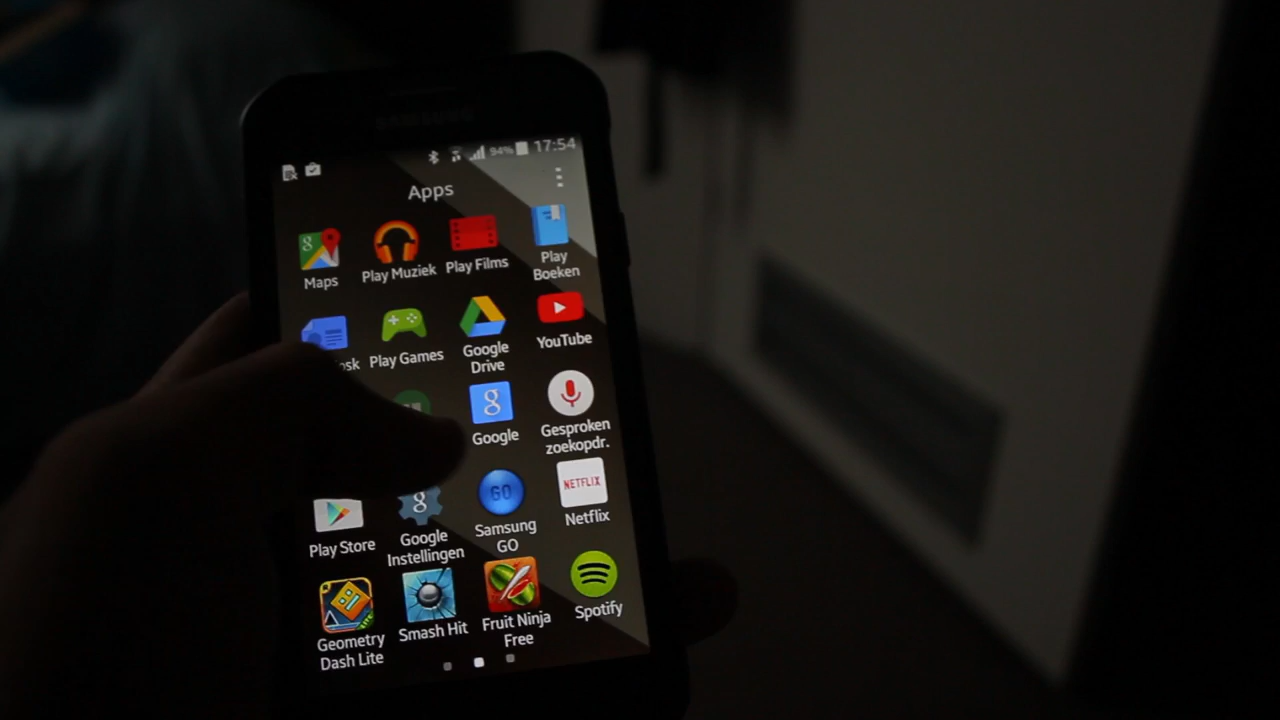 SAMSUNG
94% 17:54
Apps
Maps
Play Muziek
Play Films
Play
Boeken
Play Games
Google
Drive
YouTube
g
Google
Gesproken
zoekopdr.
Play Store
g
Google
Instellingen
GO
Samsung
GO
NETFLIX
Netflix
Geometry
Dash Lite
Smash Hit
Fruit Ninja
Free
Spotify